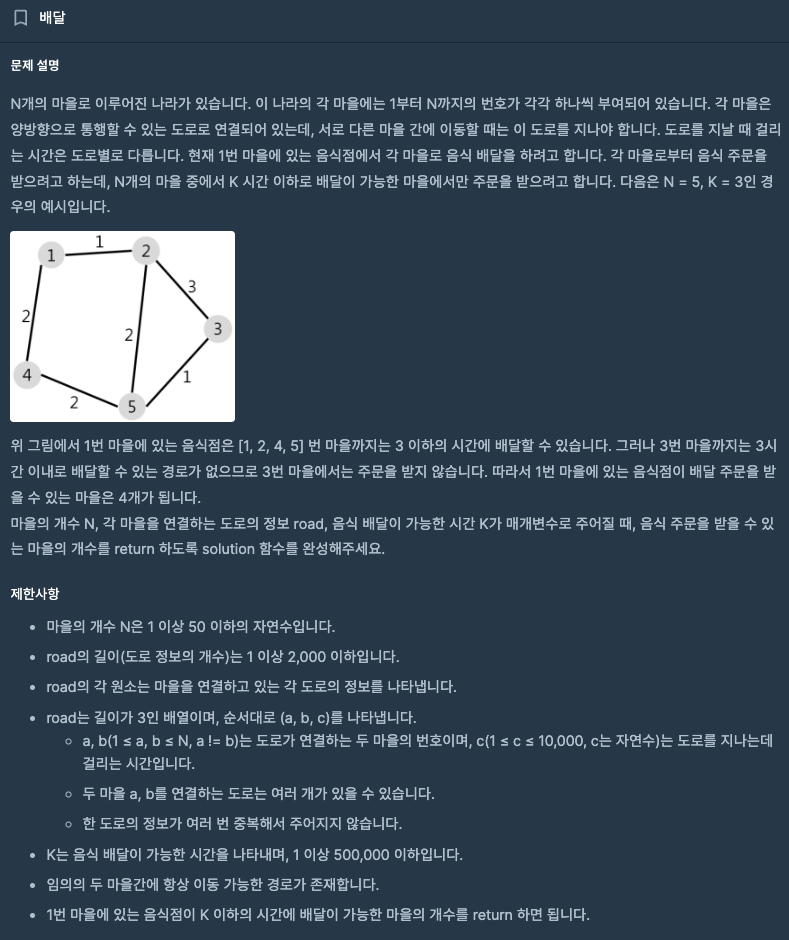 배달
문제 설명
N개의 마을로 이루어진 나라가 있습니다. 이 나라의 각 마을에는 1부터 N까지의 번호가 각각 하나씩 부여되어 있습니다. 각 마을은
양방향으로 통행할 수 있는 도로로 연결되어 있는데, 서로 다른 마을 간에 이동할 때는 이 도로를 지나야 합니다. 도로를 지날 때 걸리
는 시간은 도로별로 다릅니다. 현재 1번 마을에 있는 음식점에서 각 마을로 음식 배달을 하려고 합니다. 각 마을로부터 음식 주문을
받으려고 하는데, N개의 마을 중에서 K 시간 이하로 배달이 가능한 마을에서만 주문을 받으려고 합니다. 다음은 N = 5, K = 3인 경
우의 예시입니다.
1
1
2
3
2
2
3
4
1
2
5
위 그림에서 1번 마을에 있는 음식점은 [1, 2, 4, 5] 번 마을까지는 3 이하의 시간에 배달할 수 있습니다. 그러나 3번 마을까지는 3시
간 이내로 배달할 수 있는 경로가 없으므로 3번 마을에서는 주문을 받지 않습니다. 따라서 1번 마을에 있는 음식점이 배달 주문을 받
을 수 있는 마을은 4개가 됩니다.
마을의 개수 N, 각 마을을 연결하는 도로의 정보 road, 음식 배달이 가능한 시간 K가 매개변수로 주어질 때, 음식 주문을 받을 수 있
는 마을의 개수를 return 하도록 solution 함수를 완성해주세요.
제한사항
• 마을의 개수 N은 1 이상 50 이하의 자연수입니다.
• road의 길이(도로 정보의 개수)는 1 이상 2,000 이하입니다.
• road의 각 원소는 마을을 연결하고 있는 각 도로의 정보를 나타냅니다.
• road는 길이가 3인 배열이며, 순서대로 (a, b, c)를 나타냅니다.
◦ a, b(1 ≤ a, b ≤ N, a != b)는 도로가 연결하는 두 마을의 번호이며, c(1 ≤ c ≤ 10,000, c는 자연수)는 도로를 지나는데
걸리는 시간입니다.
◦ 두 마을 a, b를 연결하는 도로는 여러 개가 있을 수 있습니다.
◦ 한 도로의 정보가 여러 번 중복해서 주어지지 않습니다.
• K는 음식 배달이 가능한 시간을 나타내며, 1 이상 500,000 이하입니다.
• 임의의 두 마을간에 항상 이동 가능한 경로가 존재합니다.
• 1번 마을에 있는 음식점이 K 이하의 시간에 배달이 가능한 마을의 개수를 return 하면 됩니다.